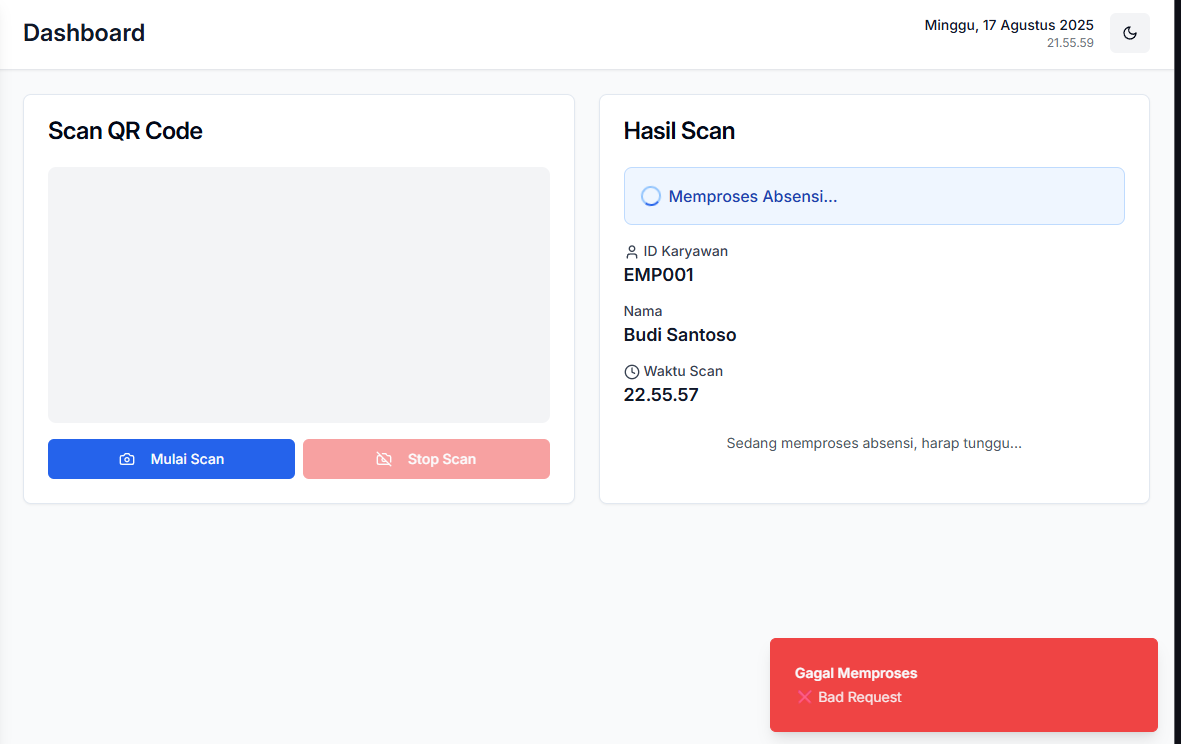 Dashboard
Minggu, 17 Agustus 2025
21.55.59
Scan QR Code
Mulai Scan
Stop Scan
Hasil Scan
Memproses Absensi...
ID Karyawan
EMP001
Nama
Budi Santoso
Waktu Scan
22.55.57
Sedang memproses absensi, harap tunggu...
Gagal Memproses
❌ Bad Request